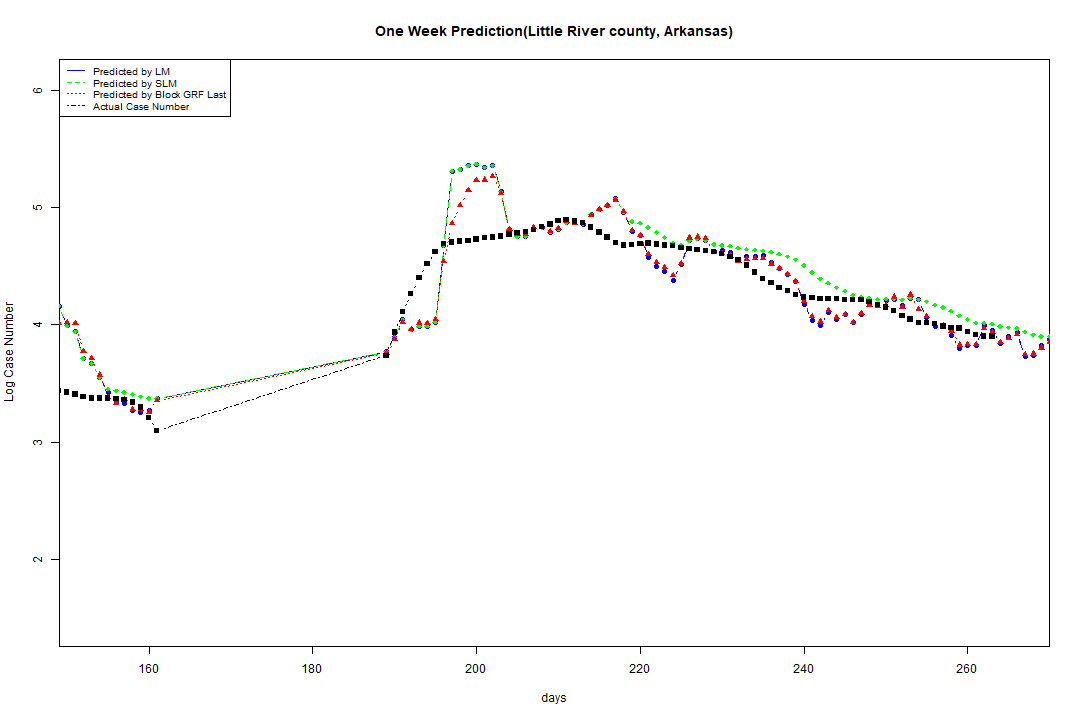 One Week Prediction(Little River county, Arkansas)
Predicted by LM
Predicted by SLM
Predicted by Block GRF Last
Actual Case Number
Log Case Number
6
5
4
3
2
160 180 200 220 240 260
days